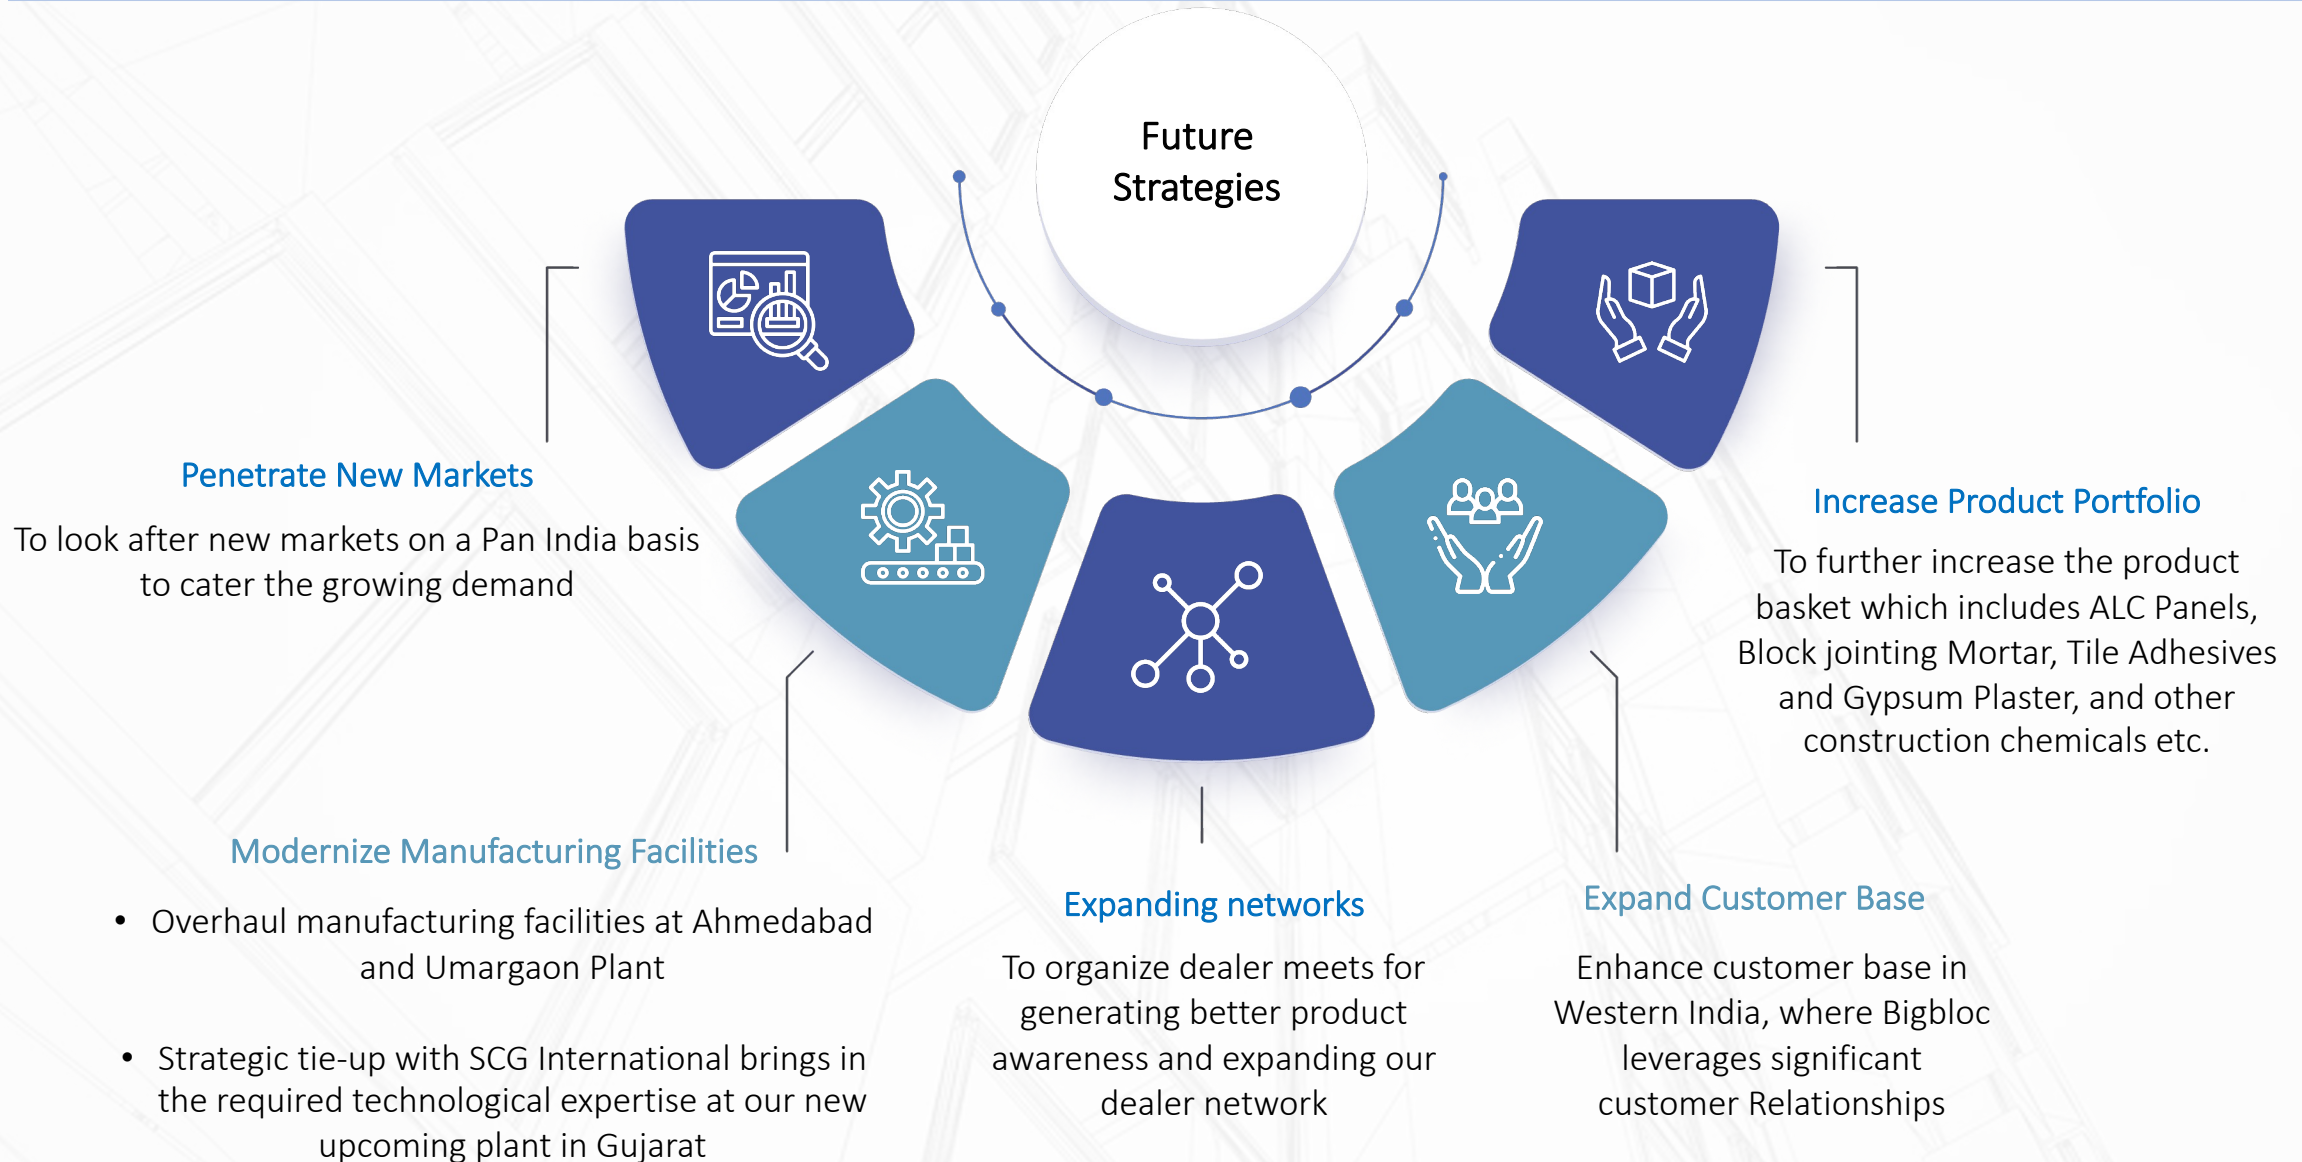 Future
Strategies
Penetrate New Markets
To look after new markets on a Pan India basis
to cater the growing demand
Modernize Manufacturing Facilities
• Overhaul manufacturing facilities at Ahmedabad
and Umargaon Plant
• Strategic tie-up with SCG International brings in
the required technological expertise at our new
upcoming plant in Gujarat
Expanding networks
To organize dealer meets for
generating better product
awareness and expanding our
dealer network
Expand Customer Base
Enhance customer base in
Western India, where Bigbloc
leverages significant
customer Relationships
Increase Product Portfolio
To further increase the product
basket which includes ALC Panels,
Block jointing Mortar, Tile Adhesives
and Gypsum Plaster, and other
construction chemicals etc.